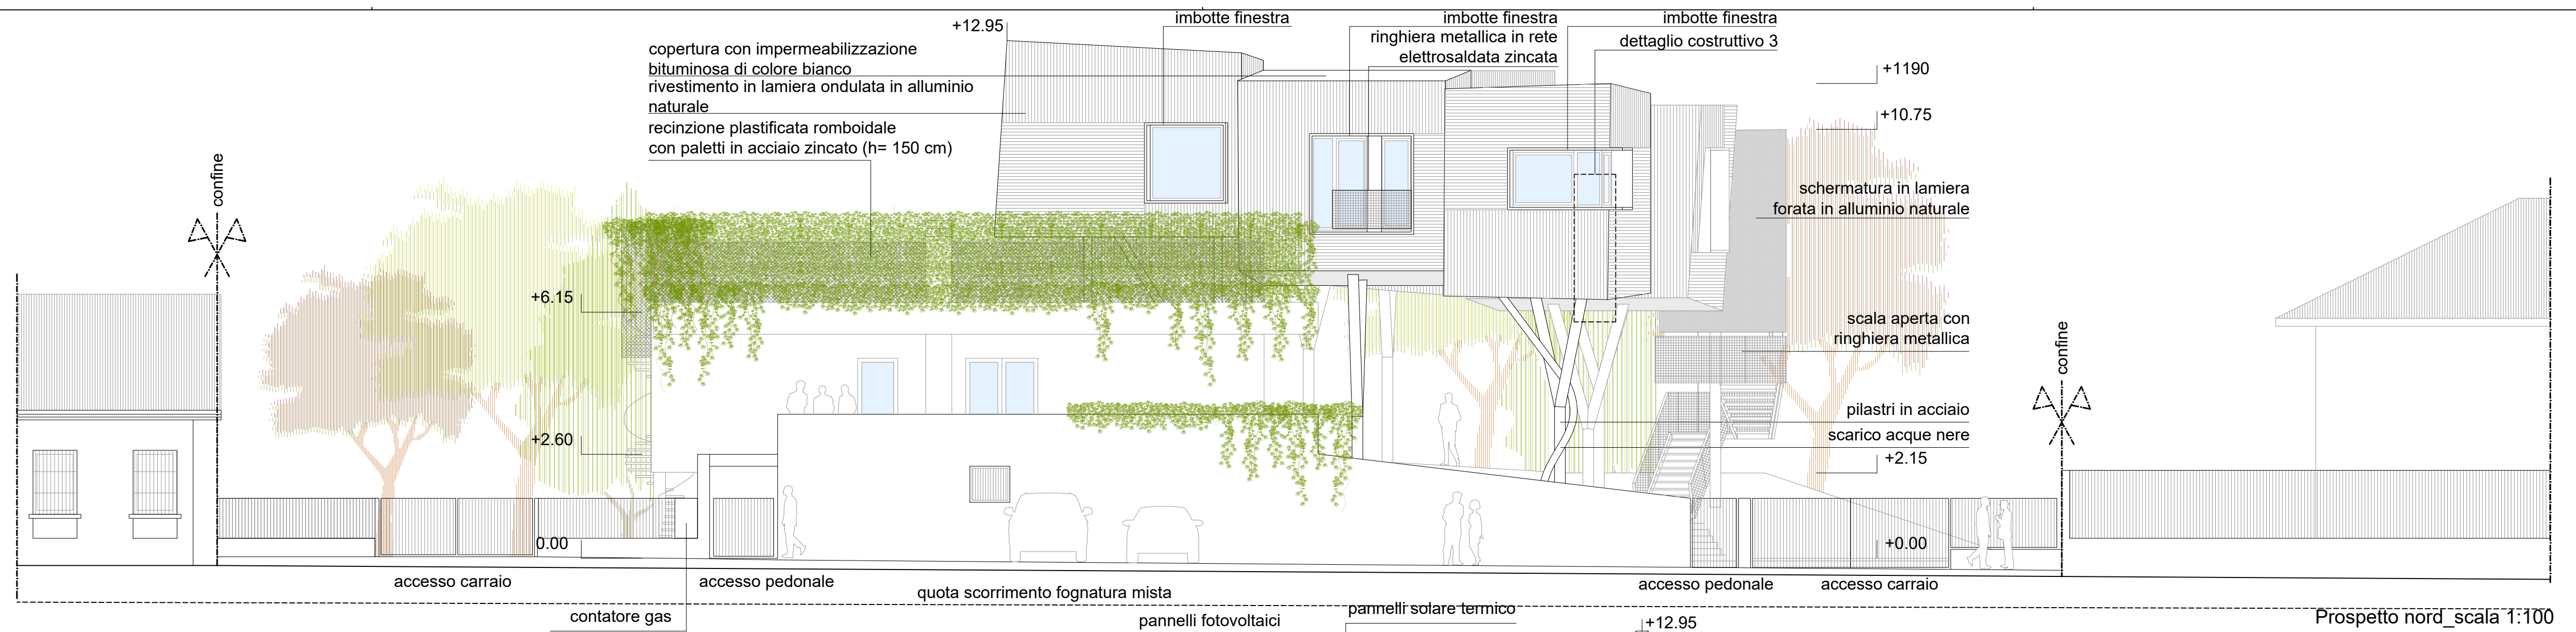 +12.95
imbotte finestra
imbotte finestra
imbotte finestra
ringhiera metallica in rete
elettrosaldata zincata
dettaglio costruttivo 3
copertura con impermeabilizzazione
bituminosa di colore bianco
rivestimento in lamiera ondulata in alluminio
naturale
recinzione plastificata romboidale
con paletti in acciaio zincato (h= 150 cm)
+1190
+10.75
confine
schermatura in lamiera
forata in alluminio naturale
+6.15
scala aperta con
ringhiera metallica
confine
+2.60
pilastri in acciaio
scarico acque nere
+2.15
0.00
+0.00
accesso carraio
accesso pedonale
quota scorrimento fognatura mista
accesso pedonale
accesso carraio
contatore gas
pannelli fotovoltaici
pannelli solare termico
+12.95
Prospetto nord_scala 1:100